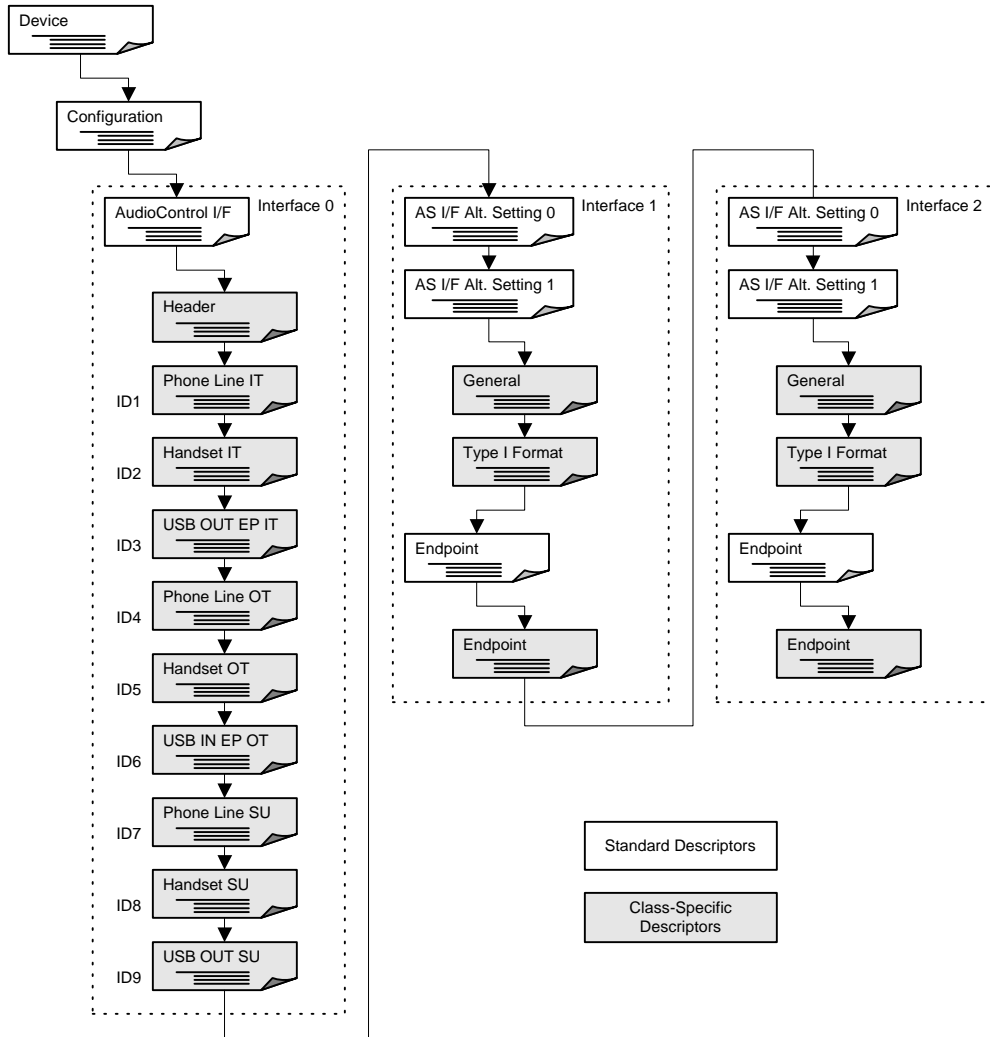 Device
Configuration
AudioControl I/F
Interface 0
Header
Phone Line IT
ID1
Handset IT
ID2
USB OUT EP IT
ID3
Phone Line OT
ID4
Handset OT
ID5
USB IN EP OT
ID6
Phone Line SU
ID7
Handset SU
ID8
USB OUT SU
ID9
AS I/F Alt. Setting 0
Interface 1
AS I/F Alt. Setting 1
General
Type I Format
Endpoint
Endpoint
AS I/F Alt. Setting 0
Interface 2
AS I/F Alt. Setting 1
General
Type I Format
Endpoint
Endpoint
Standard Descriptors
Class-Specific
Descriptors